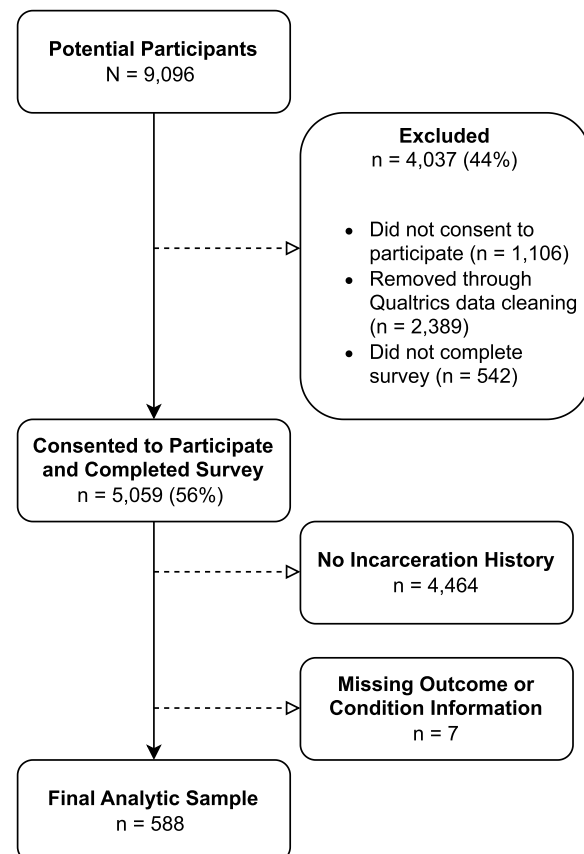 Potential Participants
N = 9,096
Excluded
n = 4,037 (44%)
• Did not consent to
participate (n = 1,106)
• Removed through
Qualtrics data cleaning
(n = 2,389)
• Did not complete
survey (n = 542)
Consented to Participate
and Completed Survey
n = 5,059 (56%)
No Incarceration History
n = 4,464
Missing Outcome or
Condition Information
n = 7
Final Analytic Sample
n = 588